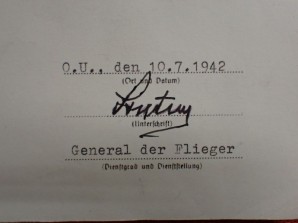 O.U., den 10.7.1942
(Ort und Datum)
(Unterschrift)
General der Flieger
(Dienstgrad und Dienststellung)